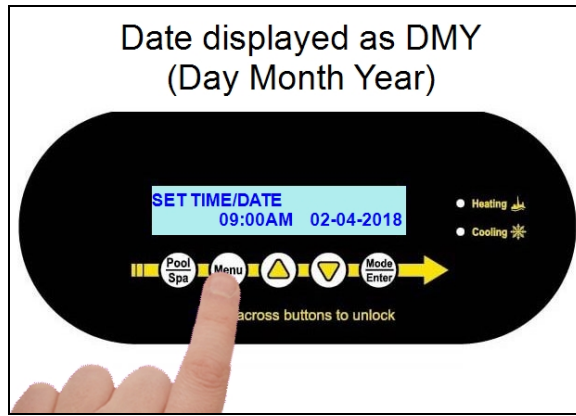 Date displayed as DMY
(Day Month Year)
SET TIME/DATE
09:00AM 02-04-2018
Heating
Cooling
Pool
Spa
Menu
Mode
Enter
across buttons to unlock